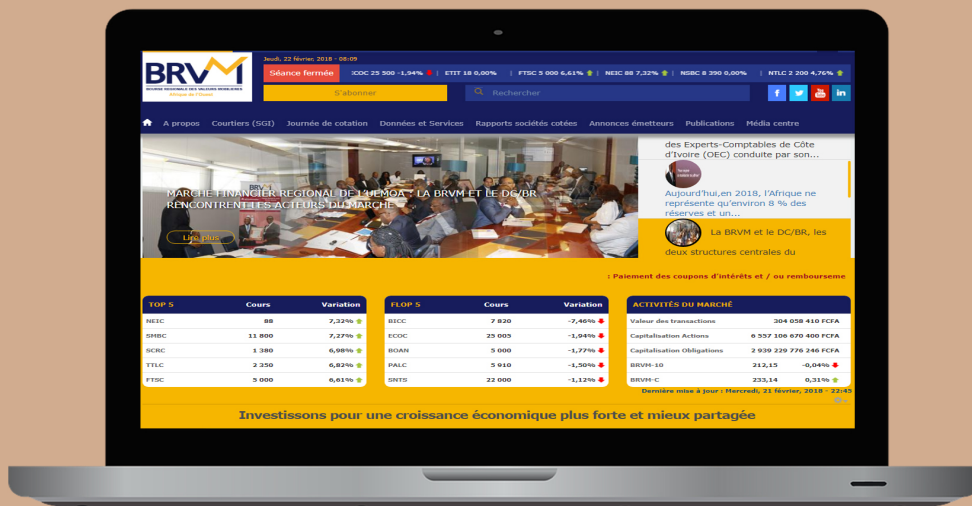 BRVM
BOURSE REGIONALE DES VALEURS MOBILIERES
Afrique de l'Ouest
Jeudi, 22 février, 2018 - 08:09
Séance fermée
:COC 25 500 -1,94% | ETIT 18 0,00% | FTSC 5 000 6,61% | NEIC 88 7,32% | NSBC 8 390 0,00% | NTLC 2 200 4,76%
S'abonner
Rechercher
A propos Courtiers (SGI) Journée de cotation Données et Services Rapports sociétés cotées Annonces émetteurs Publications Média centre
MARCHE FINANCIER REGIONAL DE L'UEMOA : LA BRVM ET LE DC/BR
RENCONTRENT LES ACTEURS DU MARCHE
Lire plus
des Experts-Comptables de Côte
d'Ivoire (OEC) conduite par son...
Aujourd'hui,en 2018, l'Afrique ne
représente qu'environ 8 % des
réserves et un...
La BRVM et le DC/BR, les
deux structures centrales du
: Paiement des coupons d'intérêts et / ou rembourseme
TOP 5 Cours Variation
NEIC 88 7,32%
SMBC 11 800 7,27%
SCRC 1 380 6,98%
TTLC 2 350 6,82%
FTSC 5 000 6,61%
FLOP 5 Cours Variation
BICC 7 820 -7,46%
ECOC 25 005 -1,94%
BOAN 5 000 -1,77%
PALC 5 910 -1,50%
SNTS 22 000 -1,12%
ACTIVITÉS DU MARCHÉ
Valeur des transactions 304 058 410 FCFA
Capitalisation Actions 6 557 106 670 400 FCFA
Capitalisation Obligations 2 939 229 776 246 FCFA
BRVM-10 212,15 -0,04%
BRVM-C 233,14 0,31%
Dernière mise à jour : Mercredi, 21 février, 2018 - 22:45
Investissons pour une croissance économique plus forte et mieux partagée